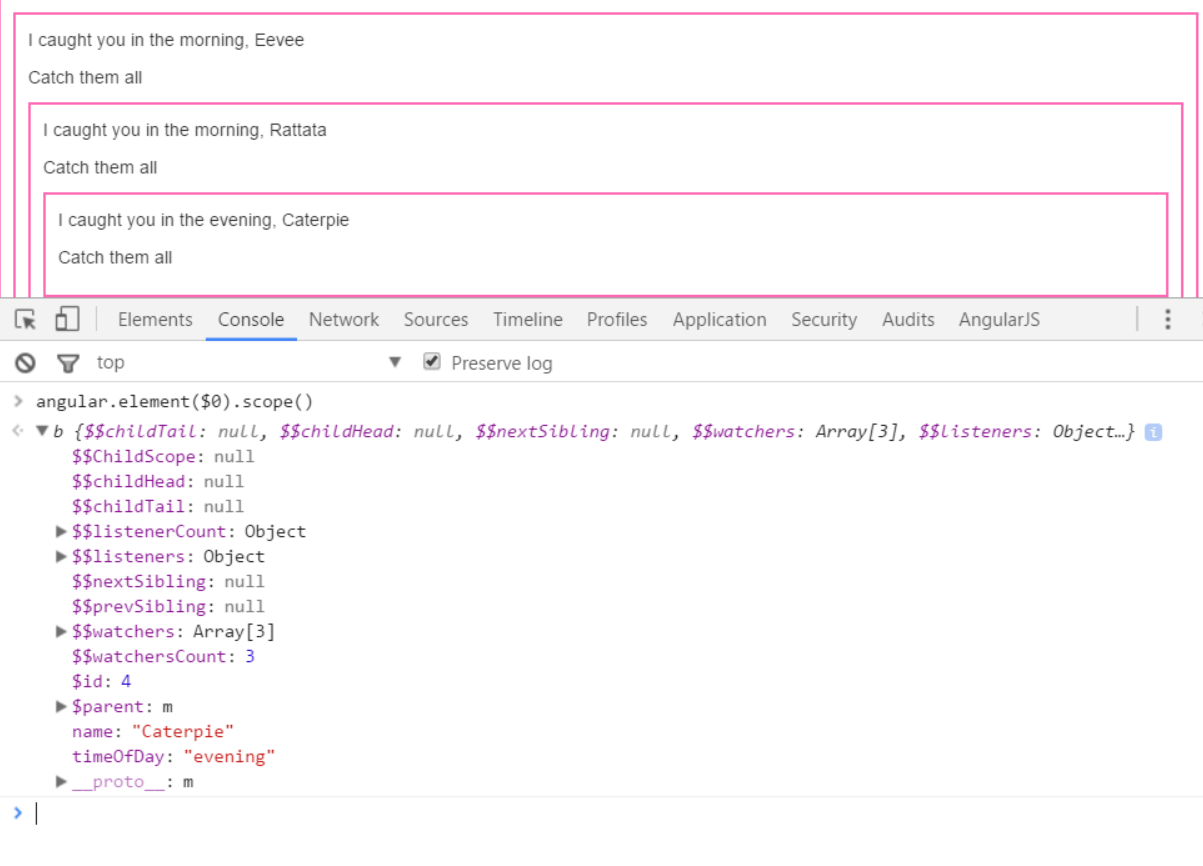 I caught you in the morning, Eevee
Catch them all
I caught you in the morning, Rattata
Catch them all
I caught you in the evening, Caterpie
Catch them all
Elements Console Network Sources Timeline Profiles Application Security Audits AngularJS
top Preserve log
angular.element($0).scope()
b {$$childTail: null, $$childHead: null, $$nextSibling: null, $$watchers: Array[3], $$listeners: Object…}
$$ChildScope: null
$$childHead: null
$$childTail: null
$$listenerCount: Object
$$listeners: Object
$$nextSibling: null
$$prevSibling: null
$$watchers: Array[3]
$$watchersCount: 3
$id: 4
$parent: m
name: "Caterpie"
timeOfDay: "evening"
__proto__: m